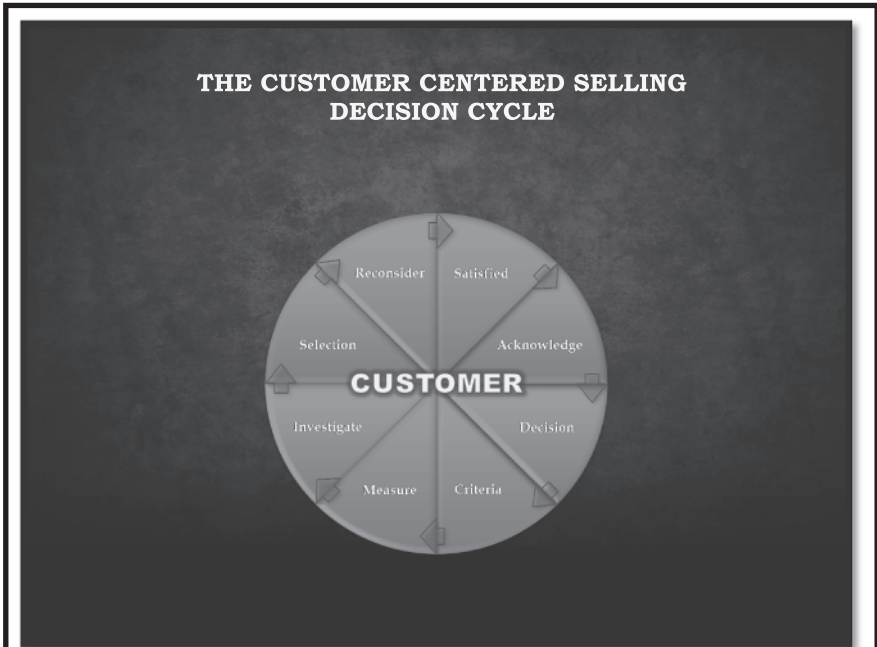 THE CUSTOMER CENTERED SELLING
DECISION CYCLE
Reconsider
Satisfied
Selection
Acknowledge
CUSTOMER
Investigate
Decision
Measure
Criteria